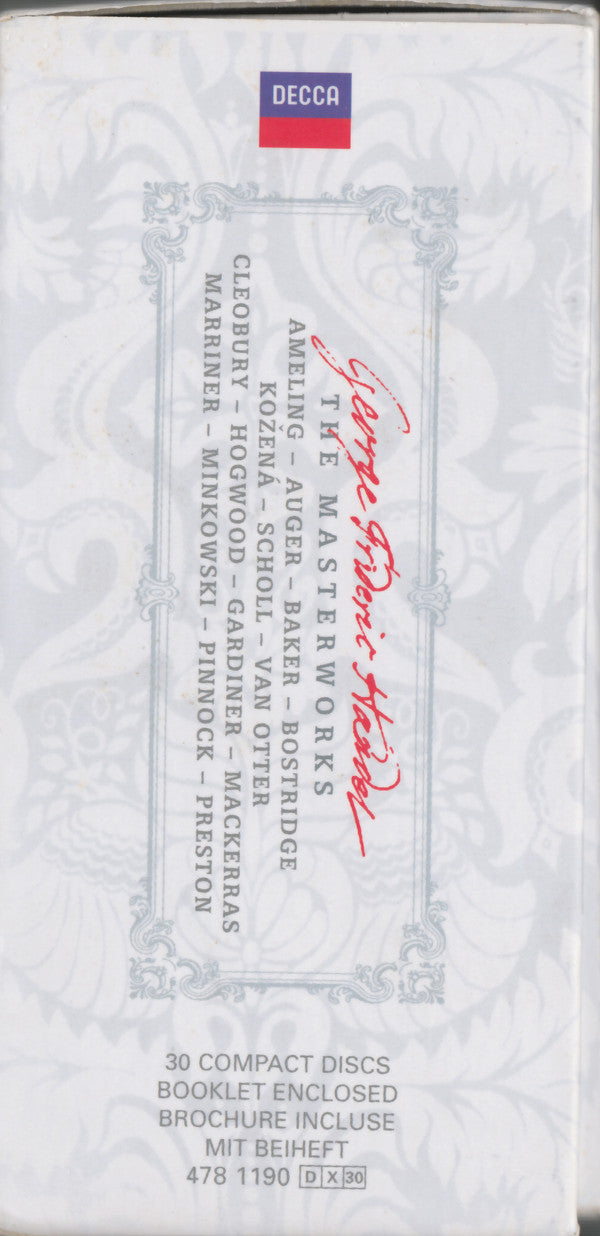 DECCA
George Frideric Handel
THE MASTERWORKS
AMELING – AUGER – BAKER – BOSTRIDGE
KOŽENÁ – SCHOLL – VAN OTTER
CLEOBURY – HOGWOOD – GARDINER – MACKERRAS
MARRINER – MINKOWSKI – PINNOCK – PRESTON
30 COMPACT DISCS
BOOKLET ENCLOSED
BROCHURE INCLUSE
MIT BEIHEFT
478 1190 D X 30